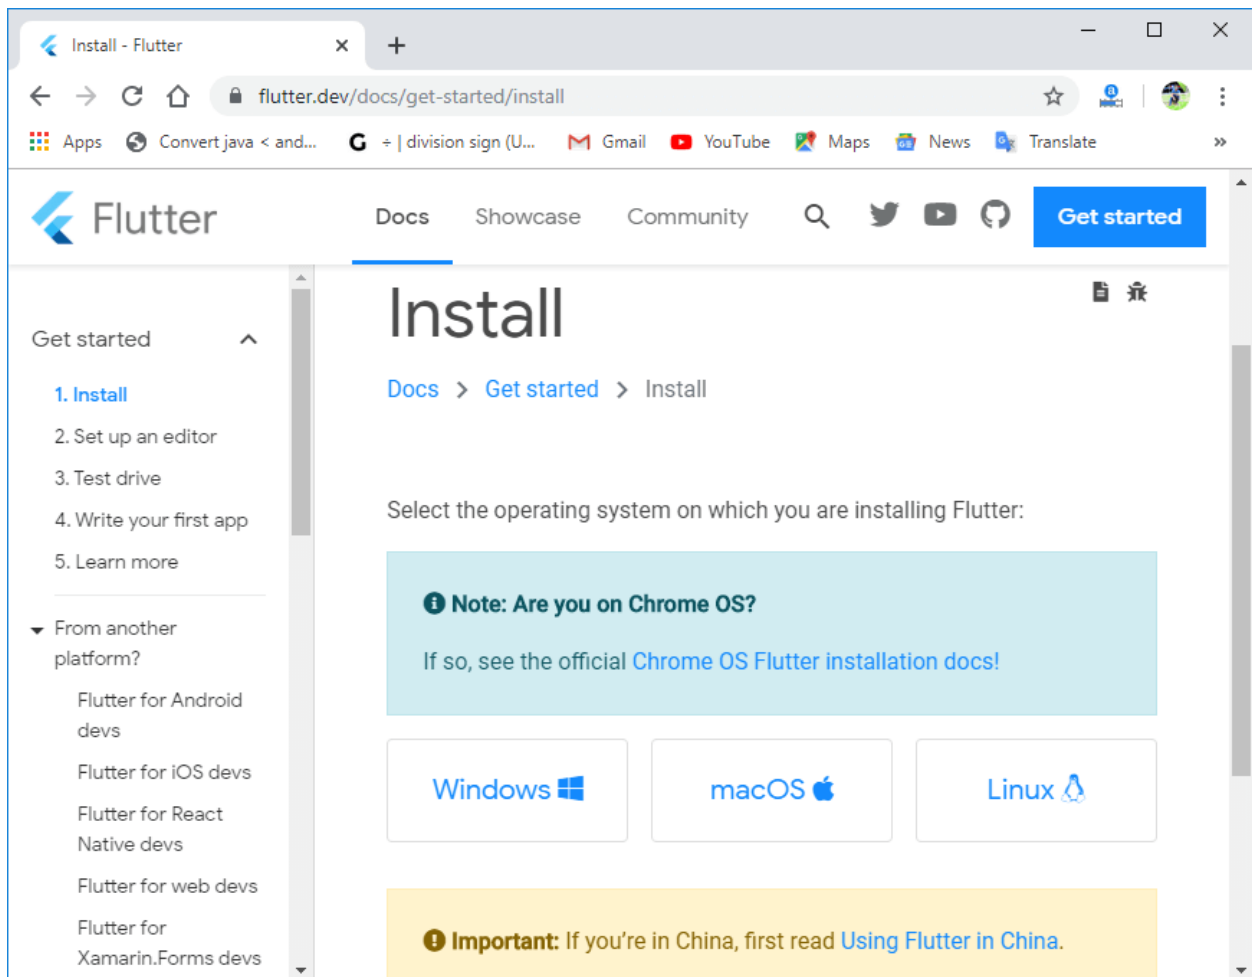 Install - Flutter
flutter.dev/docs/get-started/install
Apps Convert java < and... G ÷ | division sign (U... Gmail YouTube Maps News Translate »
Flutter Docs Showcase Community Get started
Get started
1. Install
2. Set up an editor
3. Test drive
4. Write your first app
5. Learn more
From another
platform?
Flutter for Android
devs
Flutter for iOS devs
Flutter for React
Native devs
Flutter for web devs
Flutter for
Xamarin.Forms devs
Install
Docs > Get started > Install
Select the operating system on which you are installing Flutter:
Note: Are you on Chrome OS?
If so, see the official Chrome OS Flutter installation docs!
Windows macOS Linux
Important: If you're in China, first read Using Flutter in China.